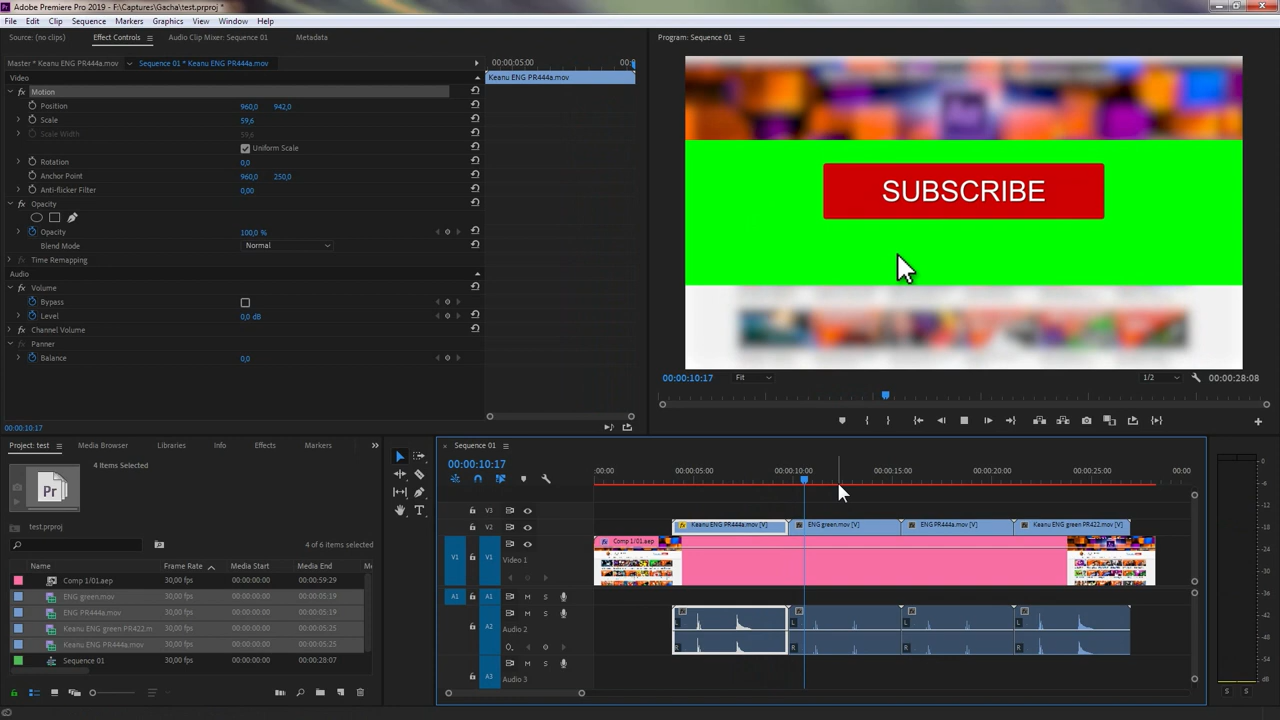 Adobe Premiere Pro 2019 - F:\Captures\Gacha\test.prproj *
File Edit Clip Sequence Markers Graphics View Window Help
Source: (no clips) Effect Controls Audio Clip Mixer: Sequence 01 Metadata
Program: Sequence 01
Master * Keanu ENG PR444a.mov Sequence 01 * Keanu ENG PR444a.mov
00:00:05:00
Video
Keanu ENG PR444a.mov
fx Motion
Position 960,0 942,0
Scale 59,6
Scale Width 59,6
Uniform Scale
Rotation 0,0
Anchor Point 960,0 250,0
Anti-flicker Filter 0,00
fx Opacity
Opacity 100,0 %
Blend Mode Normal
Time Remapping
Audio
fx Volume
Bypass
Level 0,0 dB
fx Channel Volume
fx Panner
Balance 0,0
00:00:10:17
SUBSCRIBE
00:00:10:17 Fit 1/2 00:00:28:08
Project: test Media Browser Libraries Info Effects Markers
4 Items Selected
Pr
test.prproj
4 of 6 items selected
Name Frame Rate Media Start Media End
Comp 1/01.aep 30,00 fps 00:00:00:00 00:00:59:29
ENG green.mov 30,00 fps 00:00:00:00 00:00:05:19
ENG PR444a.mov 30,00 fps 00:00:00:00 00:00:05:19
Keanu ENG green PR422.m 30,00 fps 00:00:00:00 00:00:05:25
Keanu ENG PR444a.mov 30,00 fps 00:00:00:00 00:00:05:25
Sequence 01 30,00 fps 00:00:00:00 00:00:28:07
Sequence 01
00:00:10:17
:00:00 00:00:05:00 00:00:10:00 00:00:15:00 00:00:20:00 00:00:25:00 00:00
V3
V2
Keanu ENG PR444a.mov [V] ENG green.mov [V] ENG PR444a.mov [V] Keanu ENG green PR422.mov [V]
V1 V1
Video 1
Comp 1/01.aep
A1 A1 M S
A2 M S
Audio 2
L L L L
R R R R
A3 M S
Audio 3
dB
S S